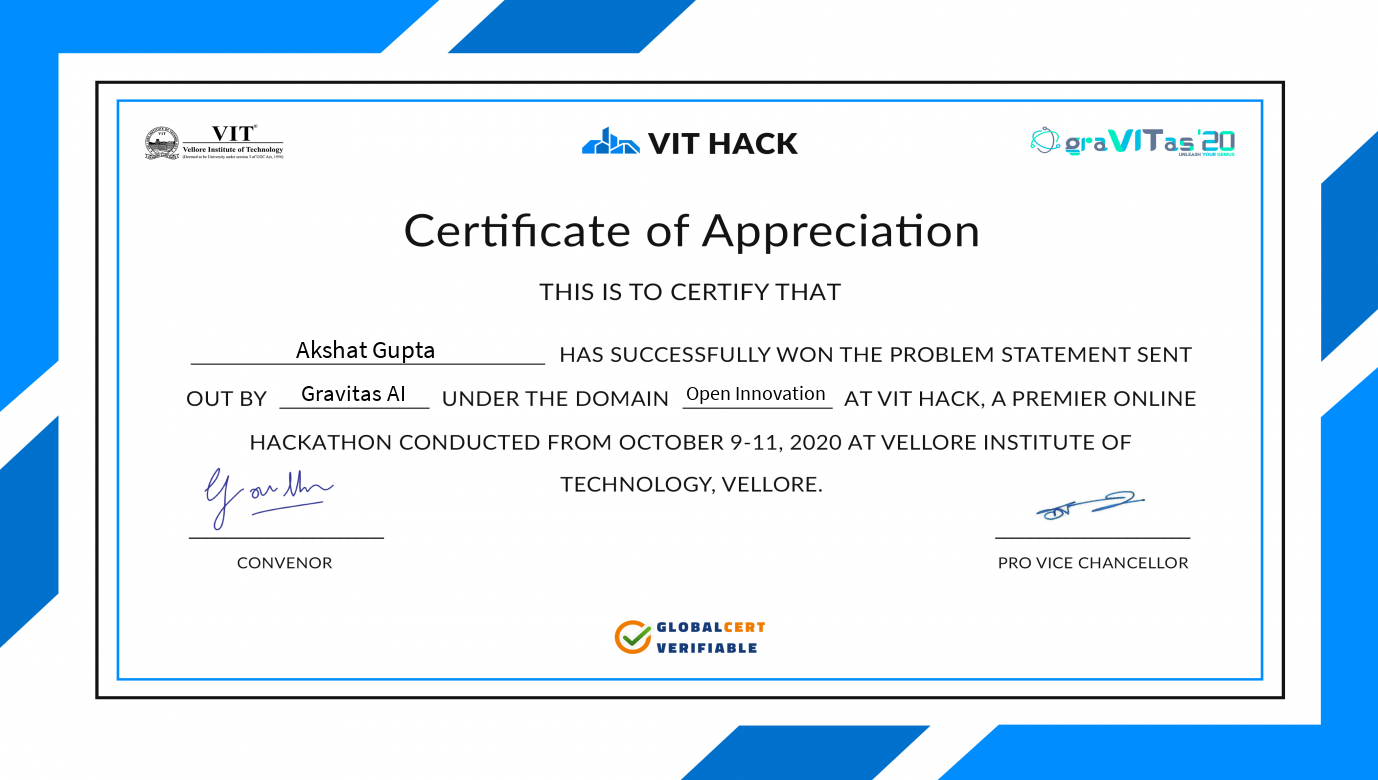 VIT®
Vellore Institute of Technology
(Deemed to be University under section 3 of UGC Act, 1956)
VIT HACK
graVITas'20
UNLEASH YOUR GENIUS
Certificate of Appreciation
THIS IS TO CERTIFY THAT
Akshat Gupta HAS SUCCESSFULLY WON THE PROBLEM STATEMENT SENT
OUT BY Gravitas AI UNDER THE DOMAIN Open Innovation AT VIT HACK, A PREMIER ONLINE
HACKATHON CONDUCTED FROM OCTOBER 9-11, 2020 AT VELLORE INSTITUTE OF
TECHNOLOGY, VELLORE.
CONVENOR
PRO VICE CHANCELLOR
GLOBALCERT
VERIFIABLE